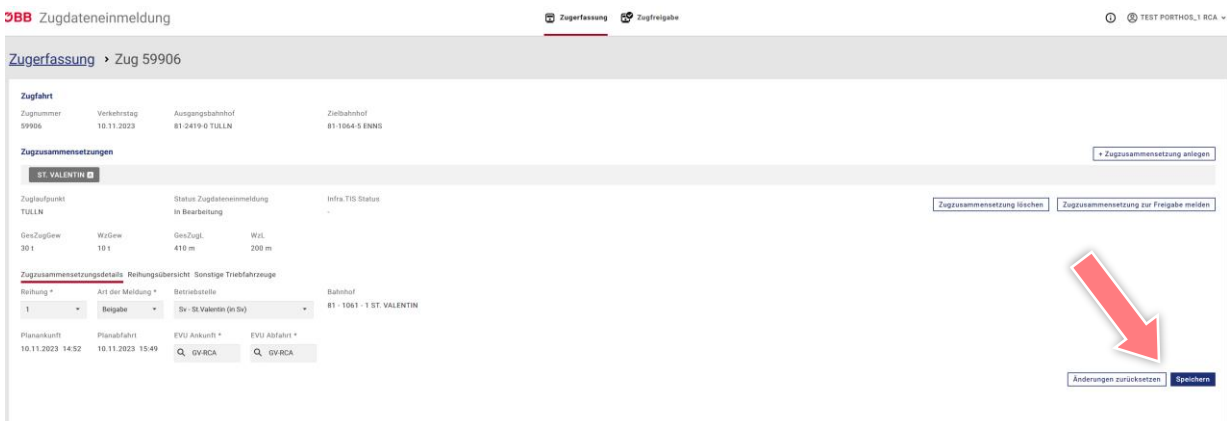 ÖBB Zugdateneinmeldung Zugerfassung Zugfreigabe TEST PORTHOS_1 RCA
Zugerfassung › Zug 59906
Zugfahrt
Zugnummer Verkehrstag Ausgangsbahnhof Zielbahnhof
59906 10.11.2023 81-2419-0 TULLN 81-1064-5 ENNS
Zugzusammensetzungen + Zugzusammensetzung anlegen
ST. VALENTIN
Zuglaufpunkt Status Zugdateneinmeldung Infra.TIS Status
TULLN In Bearbeitung - Zugzusammensetzung löschen Zugzusammensetzung zur Freigabe melden
GesZugGew WzGew GesZugL WzL
30 t 10 t 410 m 200 m
Zugzusammensetzungsdetails Reihungsübersicht Sonstige Triebfahrzeuge
Reihung * Art der Meldung * Betriebstelle Bahnhof
1 Beigabe Sv - St.Valentin (in Sv) 81 - 1061 - 1 ST. VALENTIN
Planankunft Planabfahrt EVU Ankunft * EVU Abfahrt *
10.11.2023 14:52 10.11.2023 15:49 GV-RCA GV-RCA
Änderungen zurücksetzen Speichern